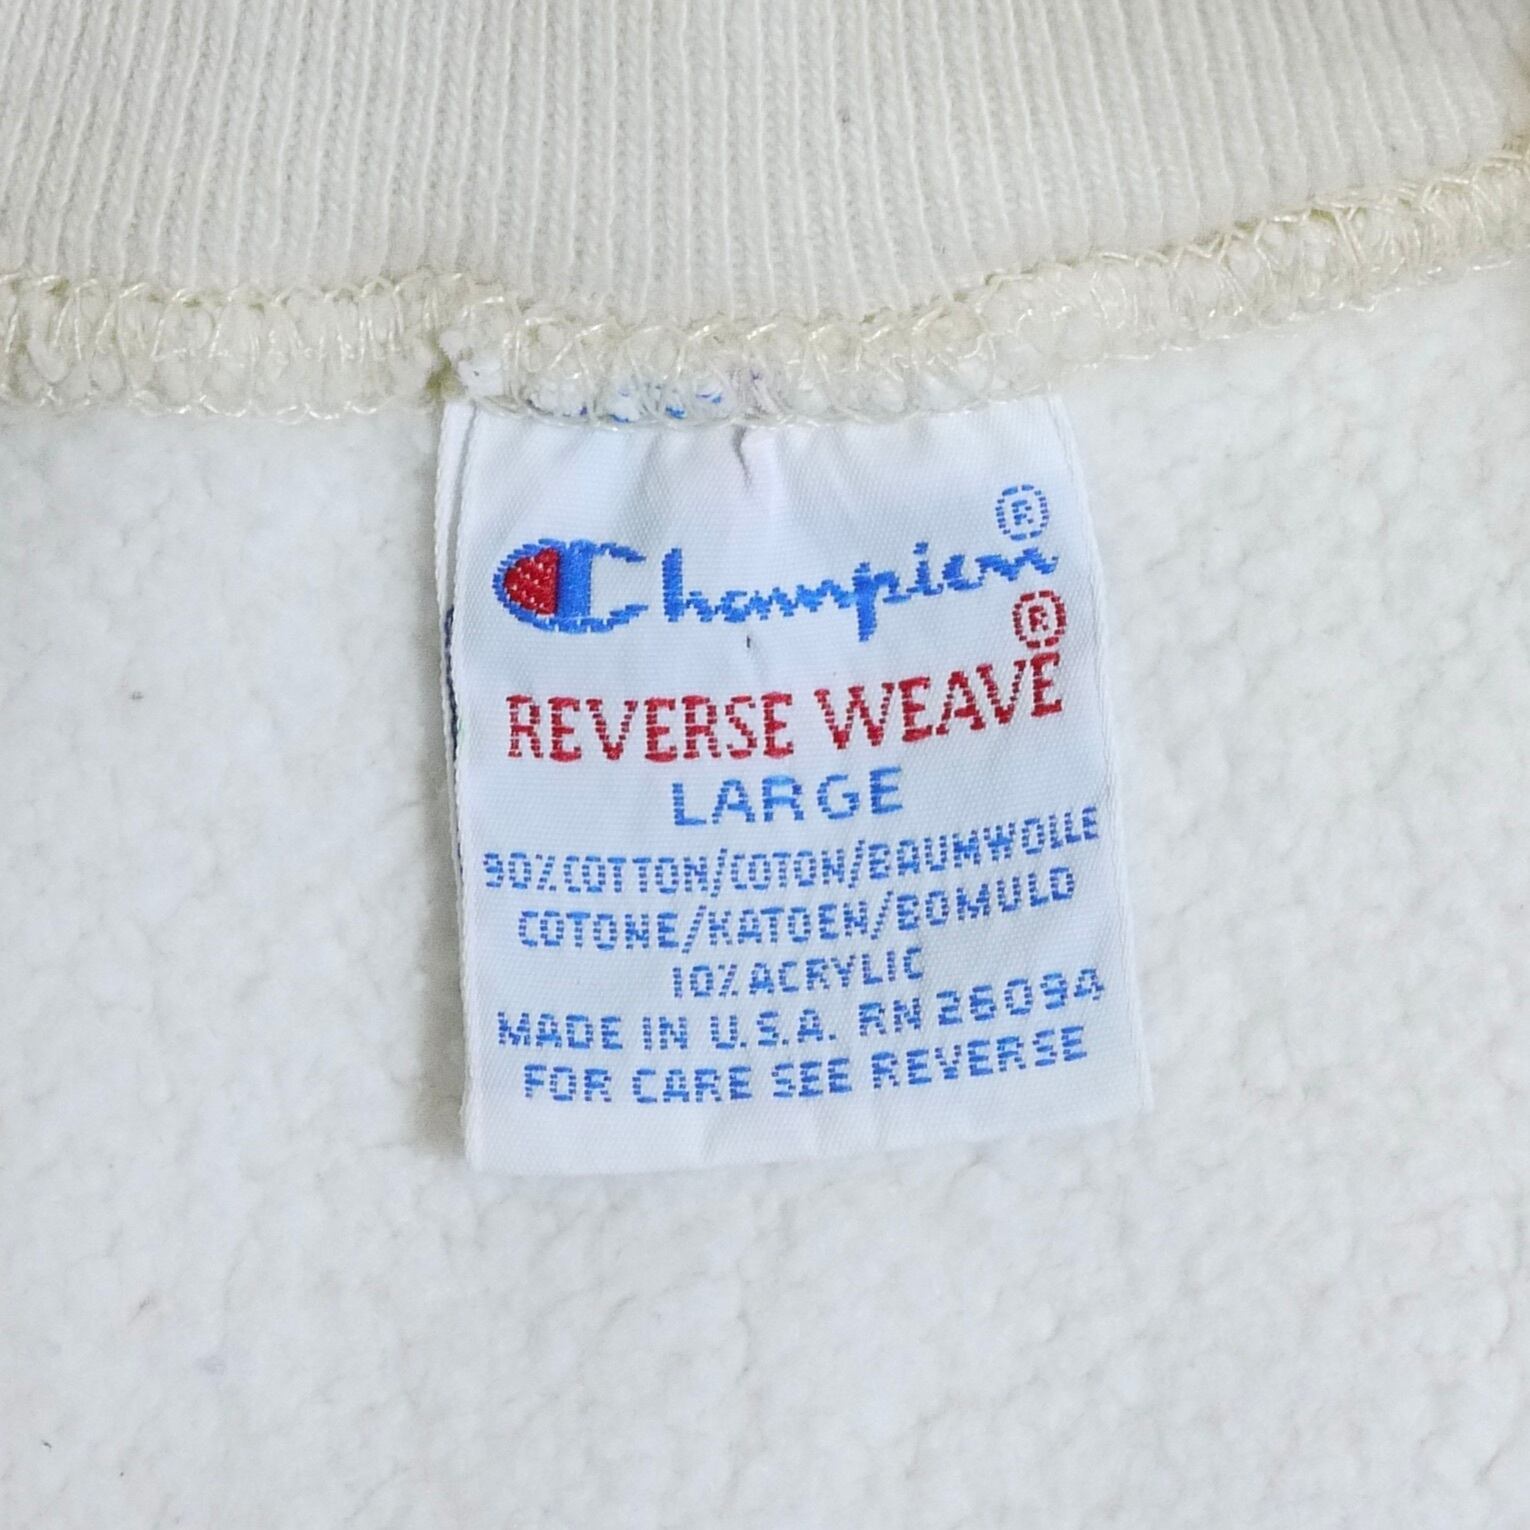 Champion®
REVERSE WEAVE®
LARGE
90% COTTON/COTON/BAUMWOLLE
COTONE/KATOEN/BOMULD
10% ACRYLIC
MADE IN U.S.A. RN 26094
FOR CARE SEE REVERSE